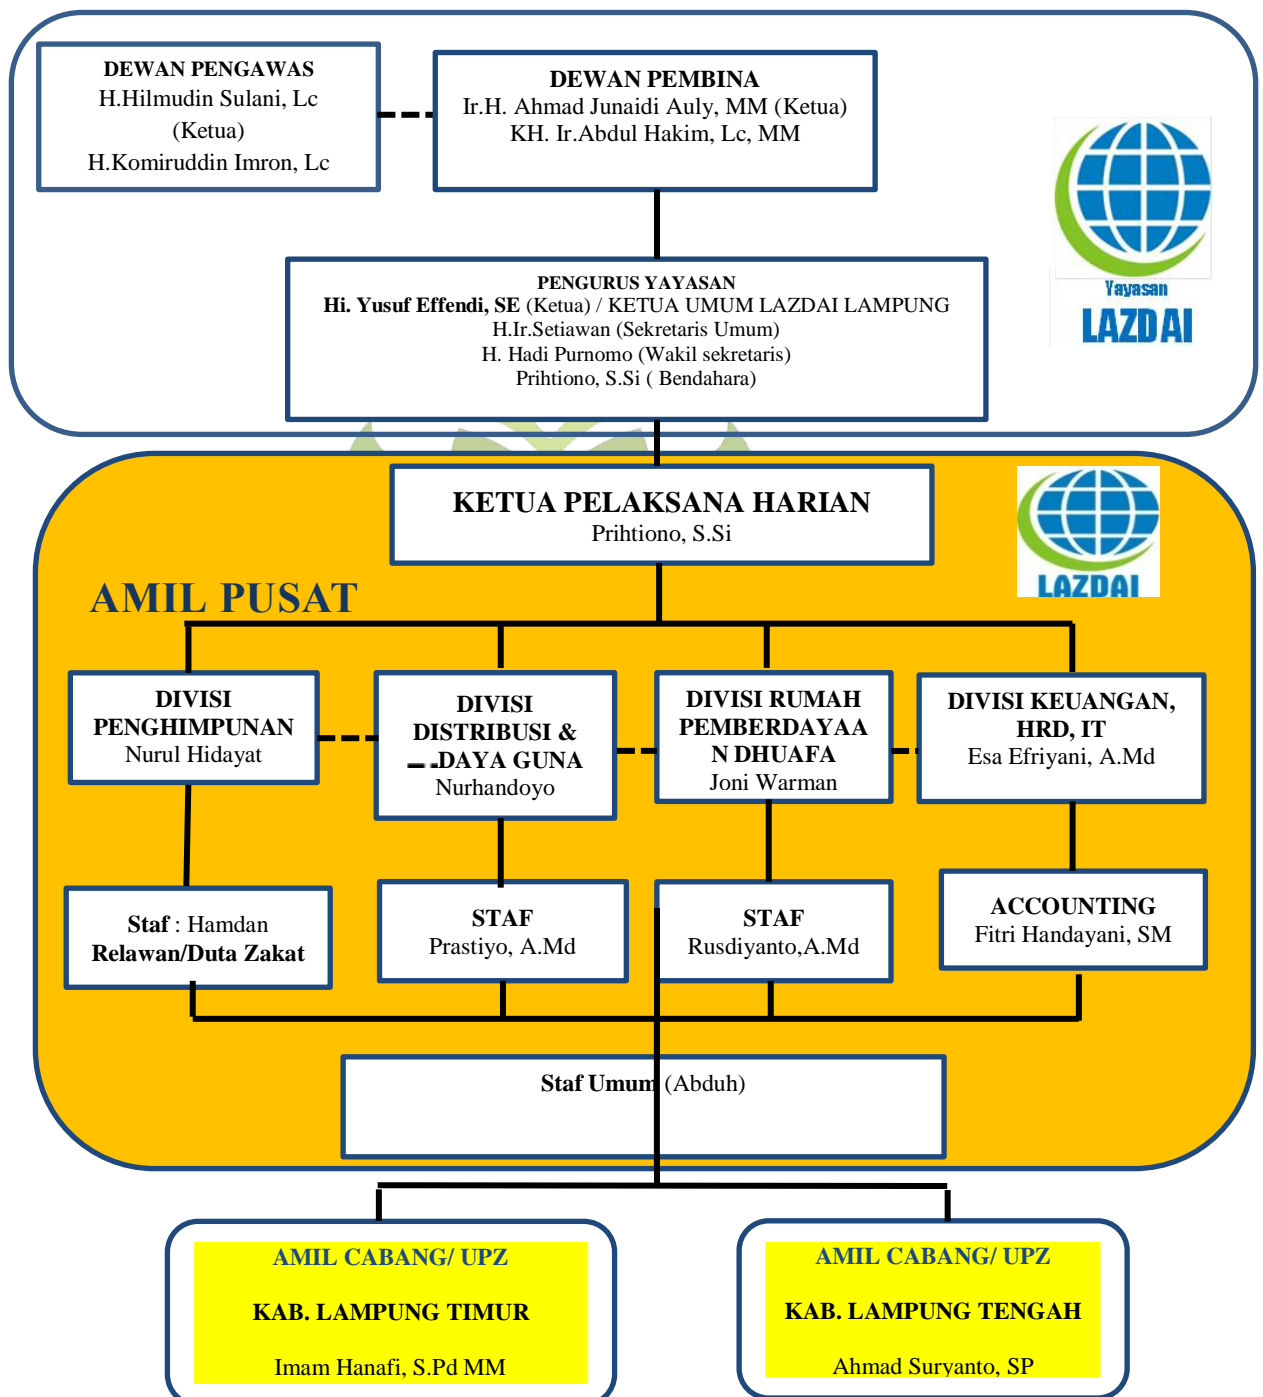 DEWAN PENGAWAS
H.Hilmudin Sulani, Lc
(Ketua)
H.Komiruddin Imron, Lc
DEWAN PEMBINA
Ir.H. Ahmad Junaidi Auly, MM (Ketua)
KH. Ir.Abdul Hakim, Lc, MM
Yayasan
LAZDAI
PENGURUS YAYASAN
Hi. Yusuf Effendi, SE (Ketua) / KETUA UMUM LAZDAI LAMPUNG
H.Ir.Setiawan (Sekretaris Umum)
H. Hadi Purnomo (Wakil sekretaris)
Prihtiono, S.Si ( Bendahara)
KETUA PELAKSANA HARIAN
Prihtiono, S.Si
LAZDAI
AMIL PUSAT
DIVISI
PENGHIMPUNAN
Nurul Hidayat
DIVISI
DISTRIBUSI &
DAYA GUNA
Nurhandoyo
DIVISI RUMAH
PEMBERDAYAA
N DHUAFA
Joni Warman
DIVISI KEUANGAN,
HRD, IT
Esa Efriyani, A.Md
Staf : Hamdan
Relawan/Duta Zakat
STAF
Prastiyo, A.Md
STAF
Rusdiyanto,A.Md
ACCOUNTING
Fitri Handayani, SM
Staf Umum (Abduh)
AMIL CABANG/ UPZ
KAB. LAMPUNG TIMUR
Imam Hanafi, S.Pd MM
AMIL CABANG/ UPZ
KAB. LAMPUNG TENGAH
Ahmad Suryanto, SP